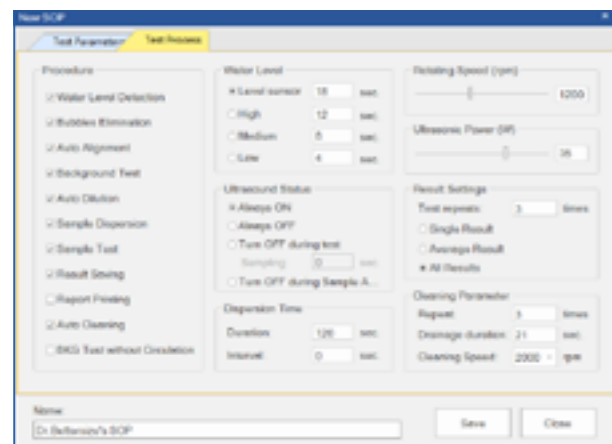 New SOP
Test Parameters
Test Process
Procedure
Water Level Detection
Bubbles Elimination
Auto Alignment
Background Test
Auto Dilution
Sample Dispersion
Sample Test
Result Saving
Report Printing
Auto Cleaning
BKG Test without Circulation
Water Level
Level sensor 18 sec.
High 12 sec.
Medium 8 sec.
Low 4 sec.
Ultrasound Status
Always ON
Always OFF
Turn OFF during test
Sampling 0 sec
Turn OFF during Sample A...
Dispersion Time
Duration 120 sec.
Interval 0 sec.
Rotating Speed (rpm)
1200
Ultrasonic Power (W)
35
Result Settings
Test repeats: 3 times
Single Result
Average Result
All Results
Cleaning Parameter
Repeat: 3 times
Drainage duration: 21 sec.
Cleaning Speed: 2000 rpm
Name:
SOP
Save
Close